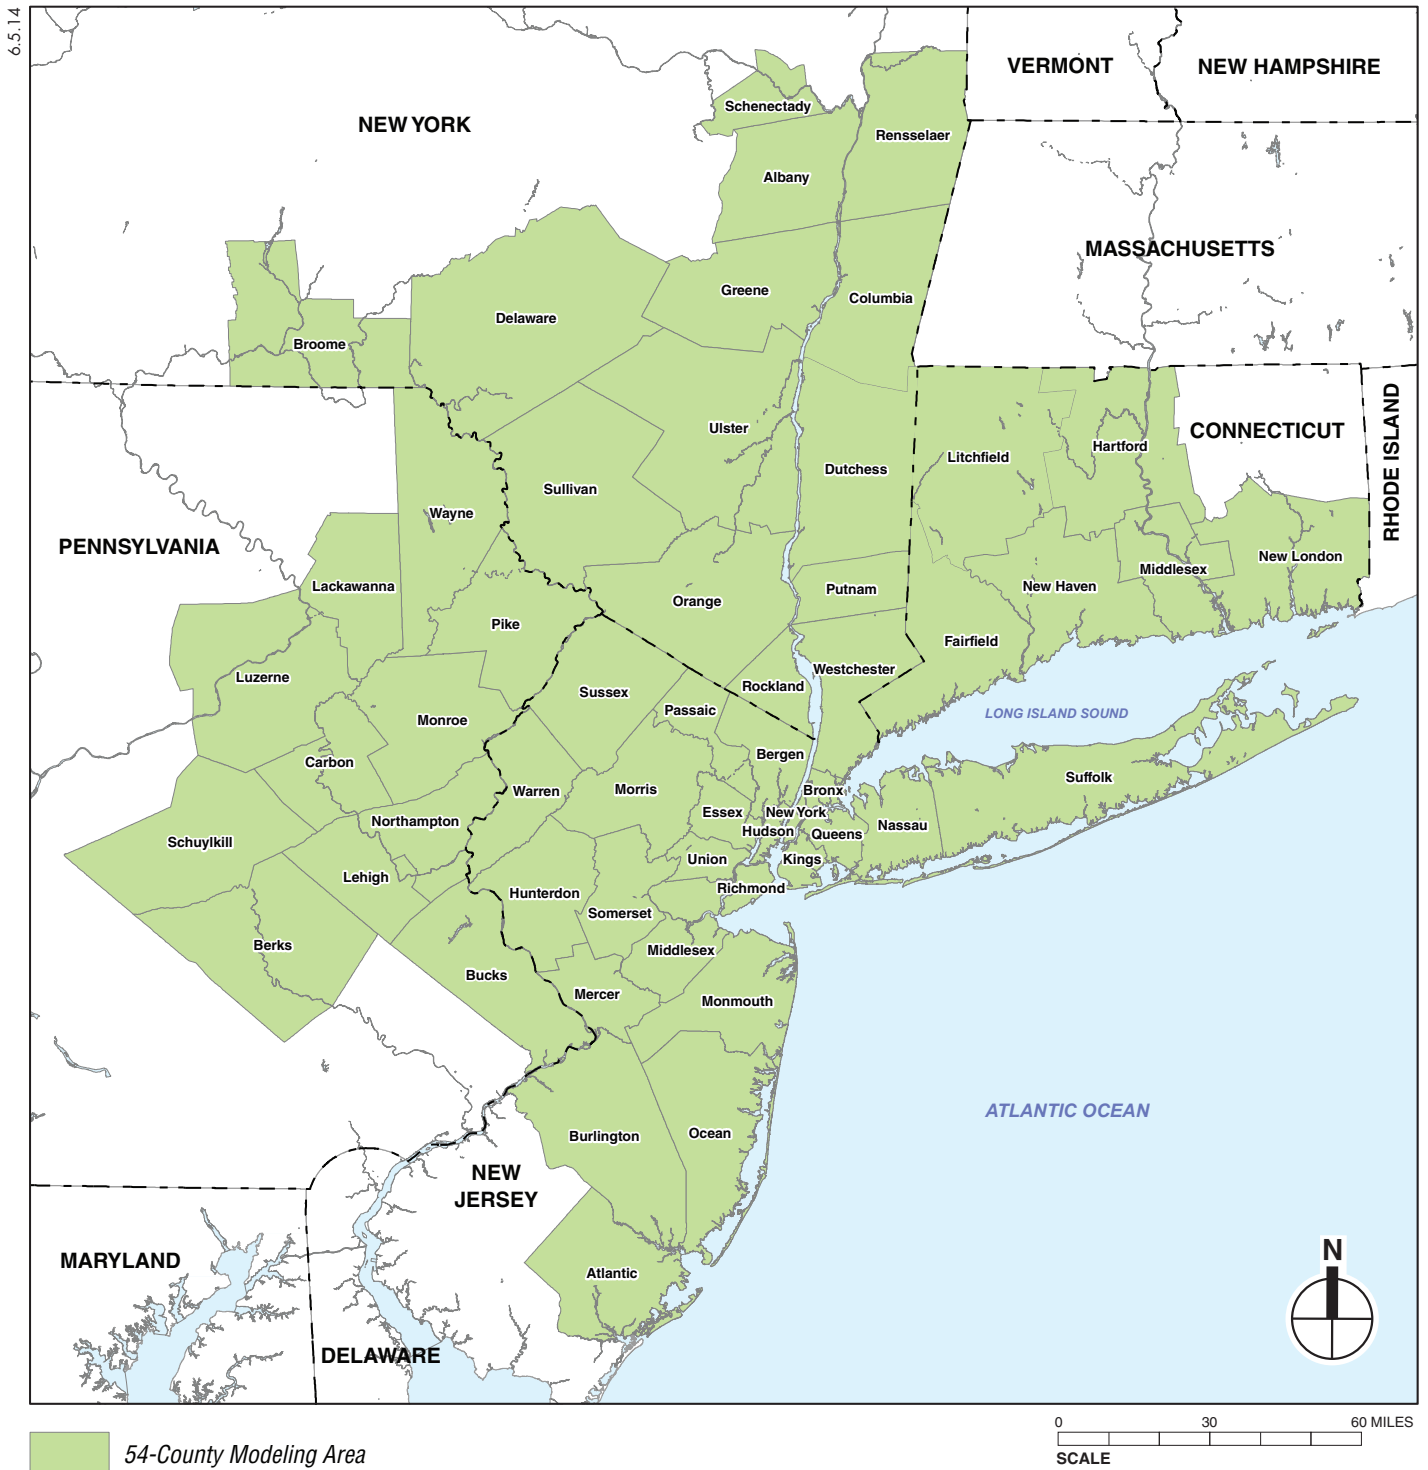 6.5.14
VERMONT
NEW HAMPSHIRE
NEW YORK
Schenectady
Rensselaer
Albany
MASSACHUSETTS
Greene
Columbia
Delaware
Broome
Ulster
CONNECTICUT
RHODE ISLAND
Hartford
Litchfield
Dutchess
Sullivan
Wayne
PENNSYLVANIA
New London
Middlesex
Lackawanna
New Haven
Putnam
Orange
Pike
Fairfield
Westchester
Luzerne
Rockland
Sussex
Passaic
LONG ISLAND SOUND
Monroe
Bergen
Carbon
Suffolk
Warren
Morris
Bronx
Essex
New York
Northampton
Nassau
Hudson
Queens
Schuylkill
Union
Kings
Lehigh
Richmond
Hunterdon
Somerset
Berks
Middlesex
Bucks
Mercer
Monmouth
ATLANTIC OCEAN
Burlington
Ocean
NEW
JERSEY
MARYLAND
Atlantic
N
DELAWARE
0 30 60 MILES
SCALE
54-County Modeling Area